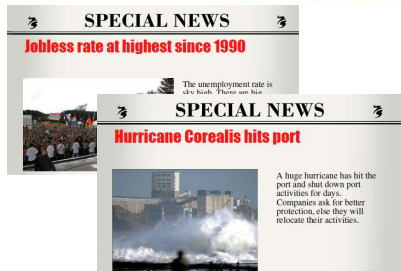 SPECIAL NEWS
Jobless rate at highest since 1990
The unemployment rate is
sky high. There are big
SPECIAL NEWS
Hurricane Corealis hits port
A huge hurricane has hit the
port and shut down port
activities for days.
Companies ask for better
protection, else they will
relocate their activities.